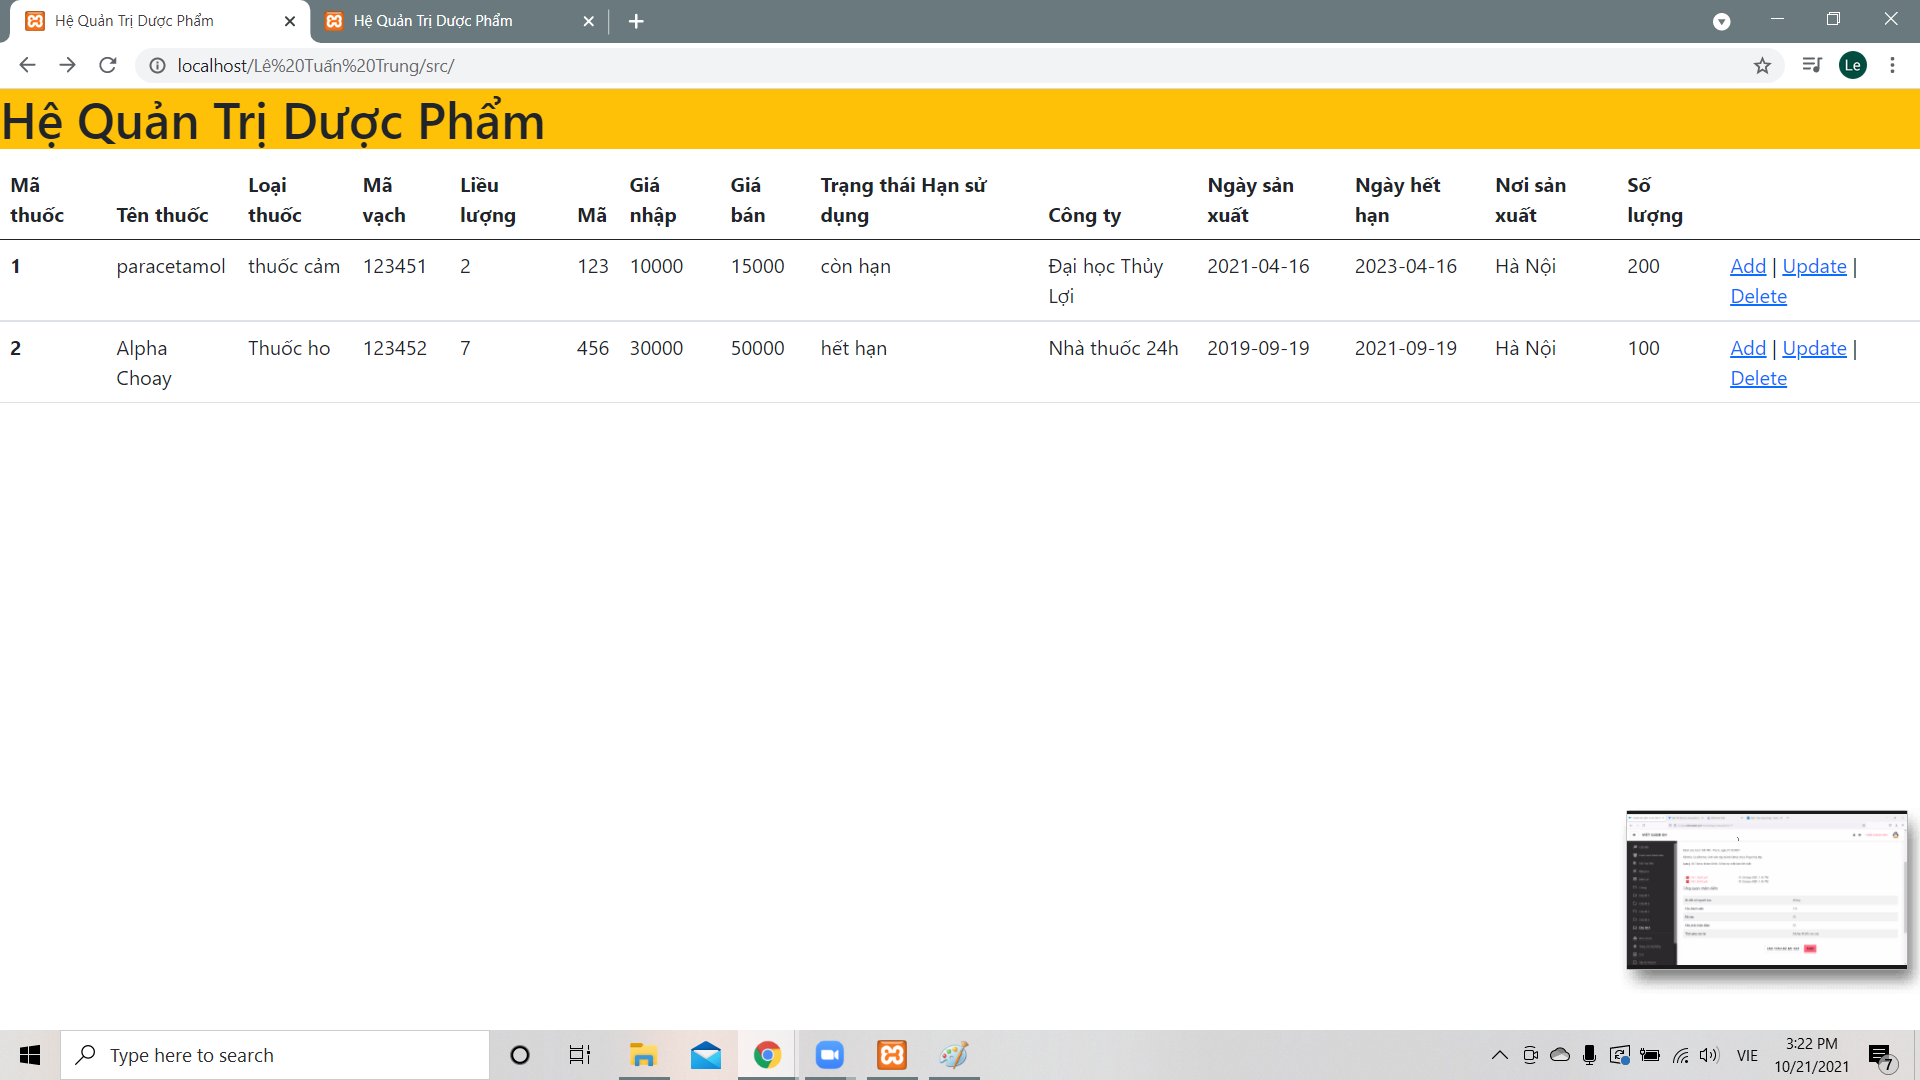 Hệ Quản Trị Dược Phẩm
Hệ Quản Trị Dược Phẩm
localhost/Lê%20Tuấn%20Trung/src/
Le
Hệ Quản Trị Dược Phẩm
Mã thuốc Tên thuốc Loại thuốc Mã vạch Liều lượng Mã Giá nhập Giá bán Trạng thái Hạn sử dụng Công ty Ngày sản xuất Ngày hết hạn Nơi sản xuất Số lượng
1 paracetamol thuốc cảm 123451 2 123 10000 15000 còn hạn Đại học Thủy Lợi 2021-04-16 2023-04-16 Hà Nội 200 Add | Update | Delete
2 Alpha Choay Thuốc ho 123452 7 456 30000 50000 hết hạn Nhà thuốc 24h 2019-09-19 2021-09-19 Hà Nội 100 Add | Update | Delete
Type here to search
VIE
3:22 PM
10/21/2021
7